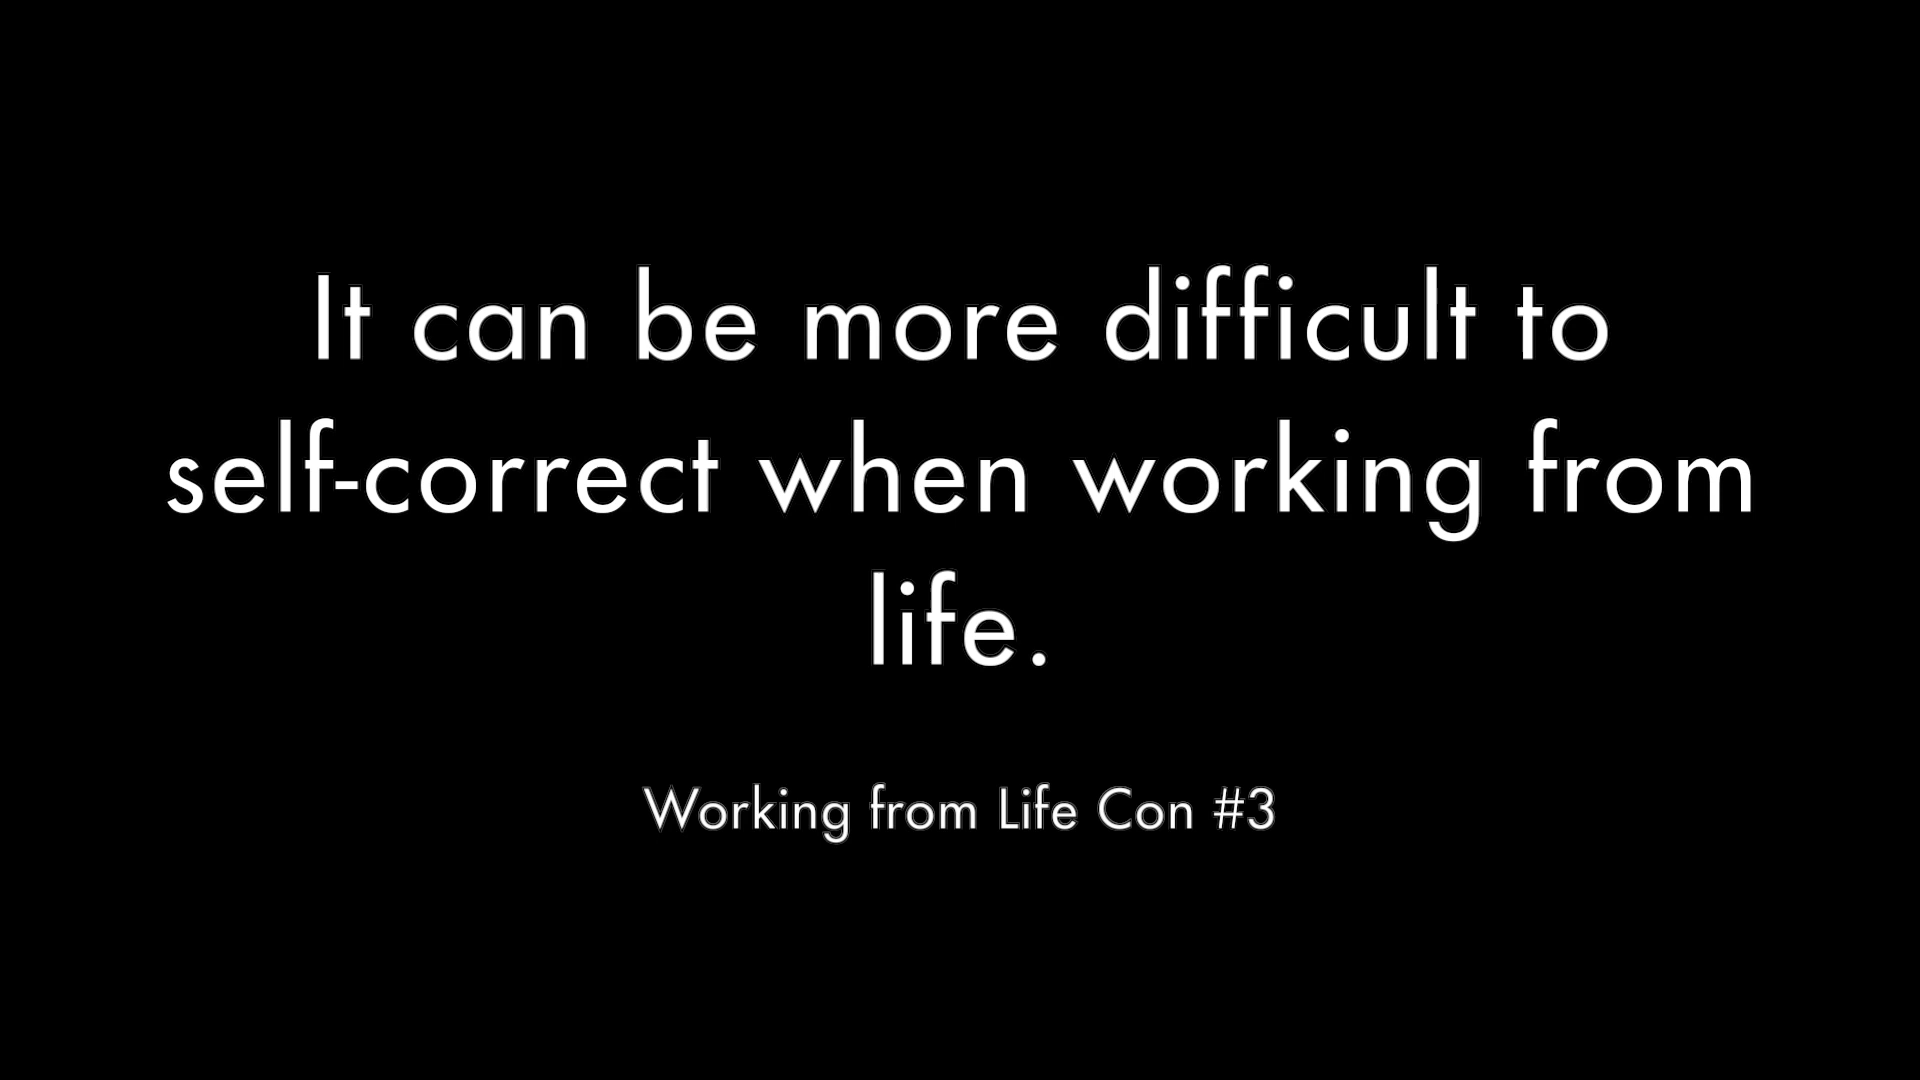 It can be more difficult to
self-correct when working from
life.
Working from Life Con #3